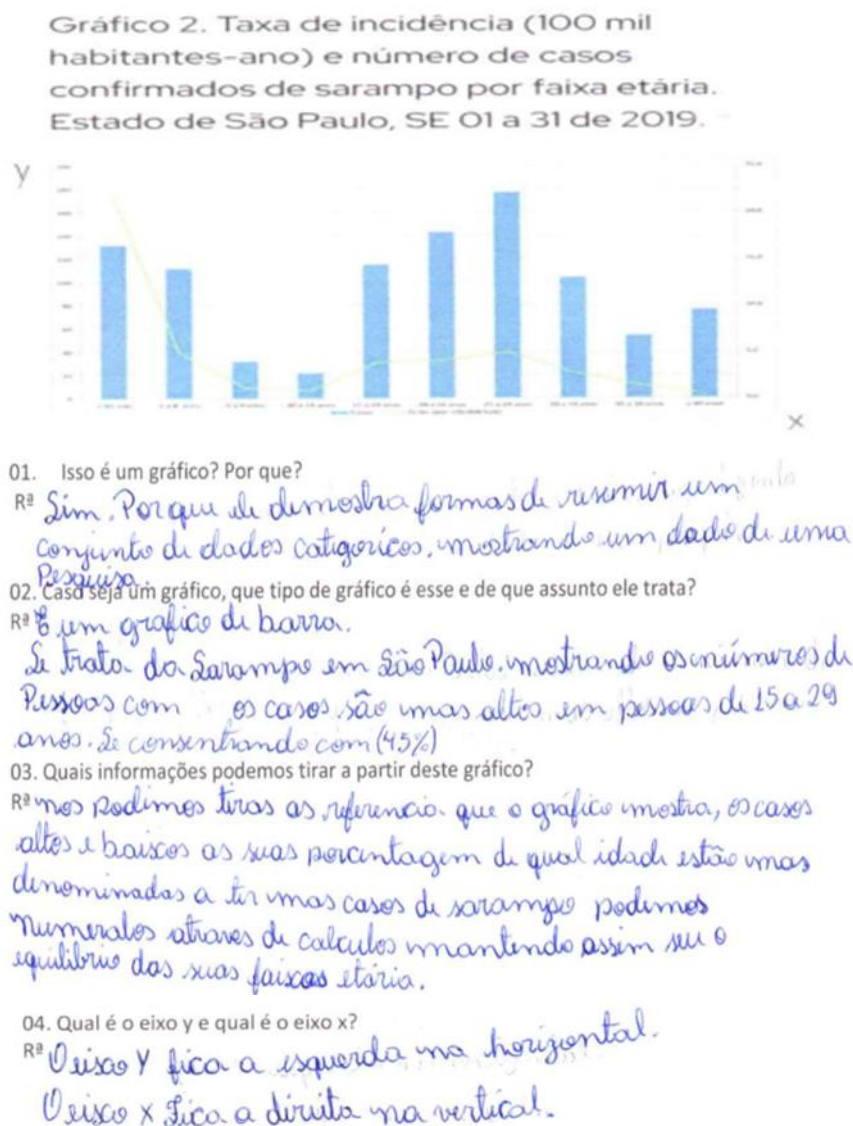 Gráfico 2. Taxa de incidência (100 mil
habitantes-ano) e número de casos
confirmados de sarampo por faixa etária.
Estado de São Paulo, SE 01 a 31 de 2019.
y
x
01. Isso é um gráfico? Por que?
Rª Sim. Porque ele demostra formas de resumir um
conjunto de dados categoricos, mostrando um dado de uma
Pesquisa.
02. Caso seja um gráfico, que tipo de gráfico é esse e de que assunto ele trata?
Rª É um grafico de barra.
Se trata da Sarampo em São Paulo, mostrando os números de
Pessoas com os casos são mas altos em pessoas de 15 a 29
anos. Se consentrando com (45%)
03. Quais informações podemos tirar a partir deste gráfico?
Rª nos Podemos tiras as referencia que o gráfico mostra, os casos
altos e baixos as suas porcentagem de qual idade estão mas
denominadas a ter mas casos de sarampo podemos
numeralos atraves de calculos mantendo assim seu o
equilibrio das suas faixas etária.
04. Qual é o eixo y e qual é o eixo x?
Rª O eixo Y fica a esquerda na horizontal.
O eixo X Fica a direita na vertical.